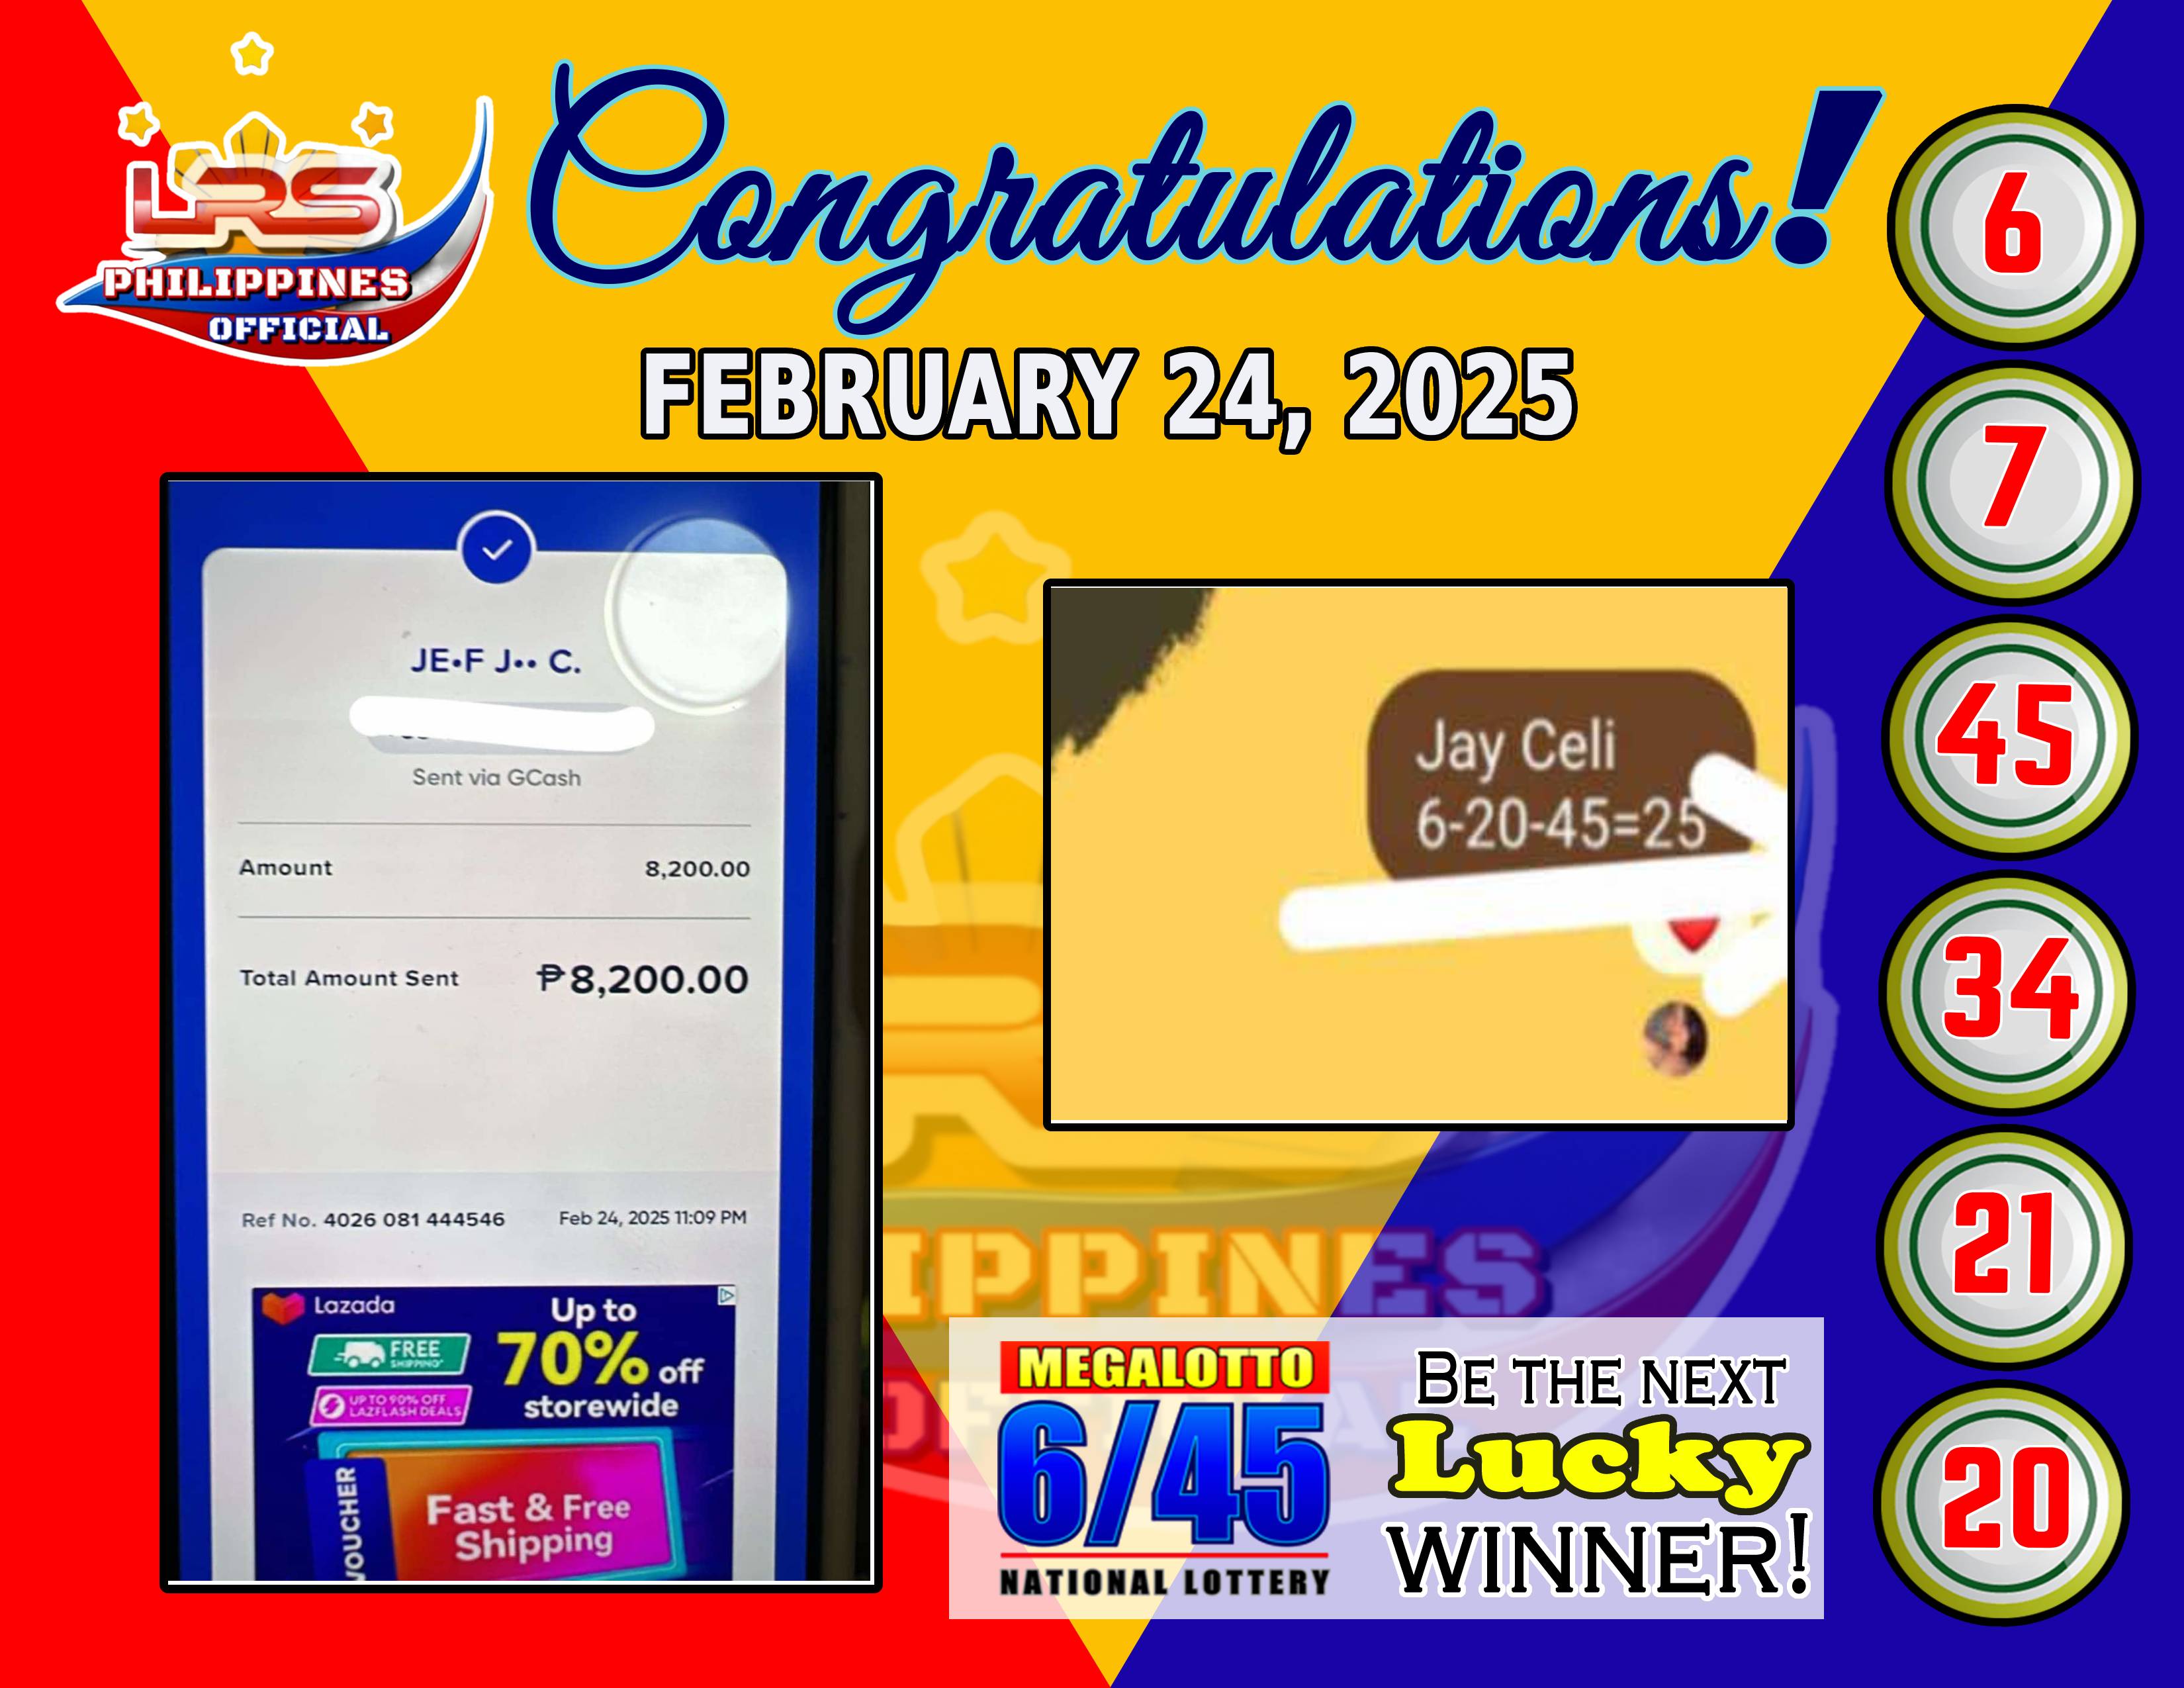 LRS
PHILIPPINES
OFFICIAL
Congratulations!
FEBRUARY 24, 2025
JE•F J•• C.
Sent via GCash
Amount 8,200.00
Total Amount Sent ₱8,200.00
Ref No. 4026 081 444546 Feb 24, 2025 11:09 PM
Lazada
FREE
SHIPPING*
UP TO 90% OFF
LAZFLASH DEALS
Up to
70% off
storewide
VOUCHER
Fast & Free
Shipping
Jay Celi
6-20-45=25
MEGALOTTO
6/45
NATIONAL LOTTERY
BE THE NEXT
Lucky
WINNER!
6
7
45
34
21
20